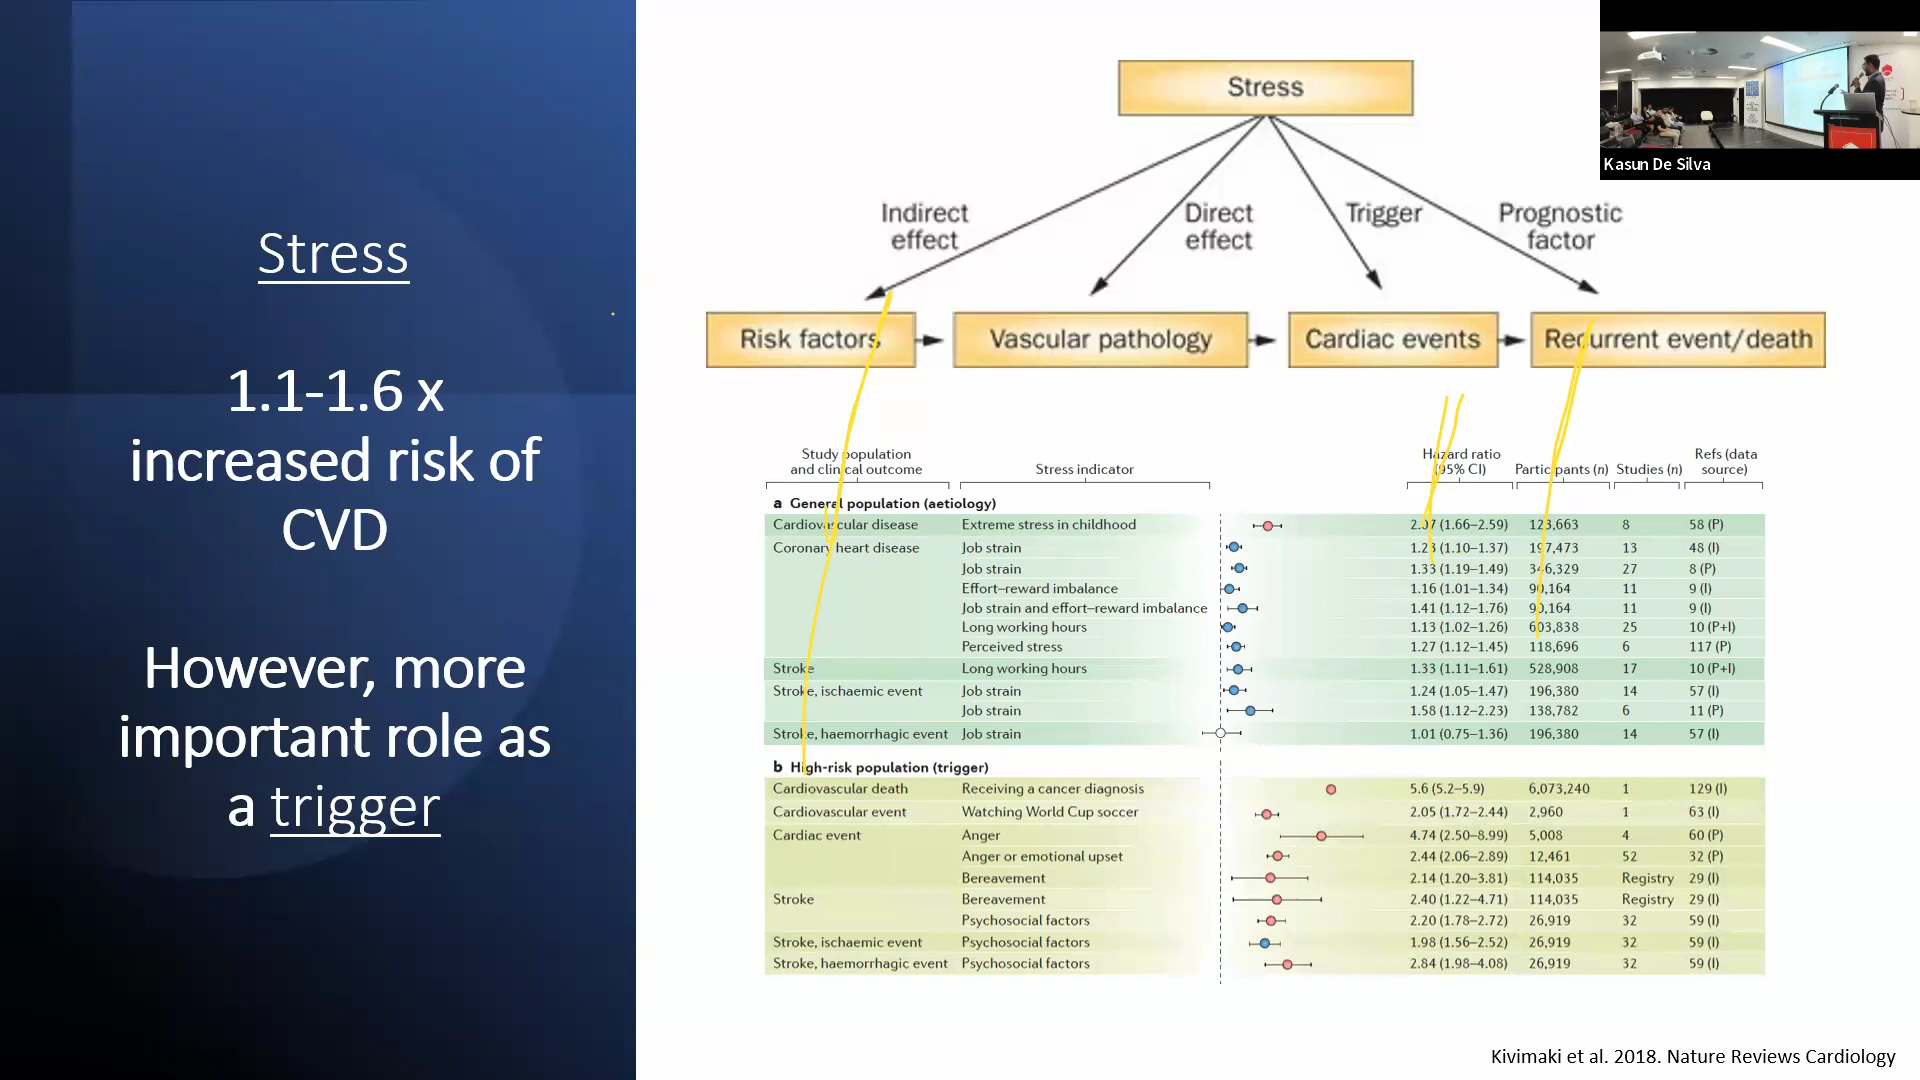 Stress
1.1-1.6 x
increased risk of
CVD
However, more
important role as
a trigger
Stress
Indirect
effect
Direct
effect
Trigger
Prognostic
factor
Risk factors
Vascular pathology
Cardiac events
Recurrent event/death
Kasun De Silva
Study population
and clinical outcome
Stress indicator
Hazard ratio
(95% CI)
Participants (n)
Studies (n)
Refs (data
source)
a General population (aetiology)
Cardiovascular disease Extreme stress in childhood 2.07 (1.66–2.59) 123,663 8 58 (P)
Coronary heart disease Job strain 1.23 (1.10–1.37) 197,473 13 48 (I)
Job strain 1.33 (1.19–1.49) 346,329 27 8 (P)
Effort–reward imbalance 1.16 (1.01–1.34) 90,164 11 9 (I)
Job strain and effort–reward imbalance 1.41 (1.12–1.76) 90,164 11 9 (I)
Long working hours 1.13 (1.02–1.26) 603,838 25 10 (P+I)
Perceived stress 1.27 (1.12–1.45) 118,696 6 117 (P)
Stroke Long working hours 1.33 (1.11–1.61) 528,908 17 10 (P+I)
Stroke, ischaemic event Job strain 1.24 (1.05–1.47) 196,380 14 57 (I)
Job strain 1.58 (1.12–2.23) 138,782 6 11 (P)
Stroke, haemorrhagic event Job strain 1.01 (0.75–1.36) 196,380 14 57 (I)
b High-risk population (trigger)
Cardiovascular death Receiving a cancer diagnosis 5.6 (5.2–5.9) 6,073,240 1 129 (I)
Cardiovascular event Watching World Cup soccer 2.05 (1.72–2.44) 2,960 1 63 (I)
Cardiac event Anger 4.74 (2.50–8.99) 5,008 4 60 (P)
Anger or emotional upset 2.44 (2.06–2.89) 12,461 52 32 (P)
Bereavement 2.14 (1.20–3.81) 114,035 Registry 29 (I)
Stroke Bereavement 2.40 (1.22–4.71) 114,035 Registry 29 (I)
Psychosocial factors 2.20 (1.78–2.72) 26,919 32 59 (I)
Stroke, ischaemic event Psychosocial factors 1.98 (1.56–2.52) 26,919 32 59 (I)
Stroke, haemorrhagic event Psychosocial factors 2.84 (1.98–4.08) 26,919 32 59 (I)
Kivimaki et al. 2018. Nature Reviews Cardiology